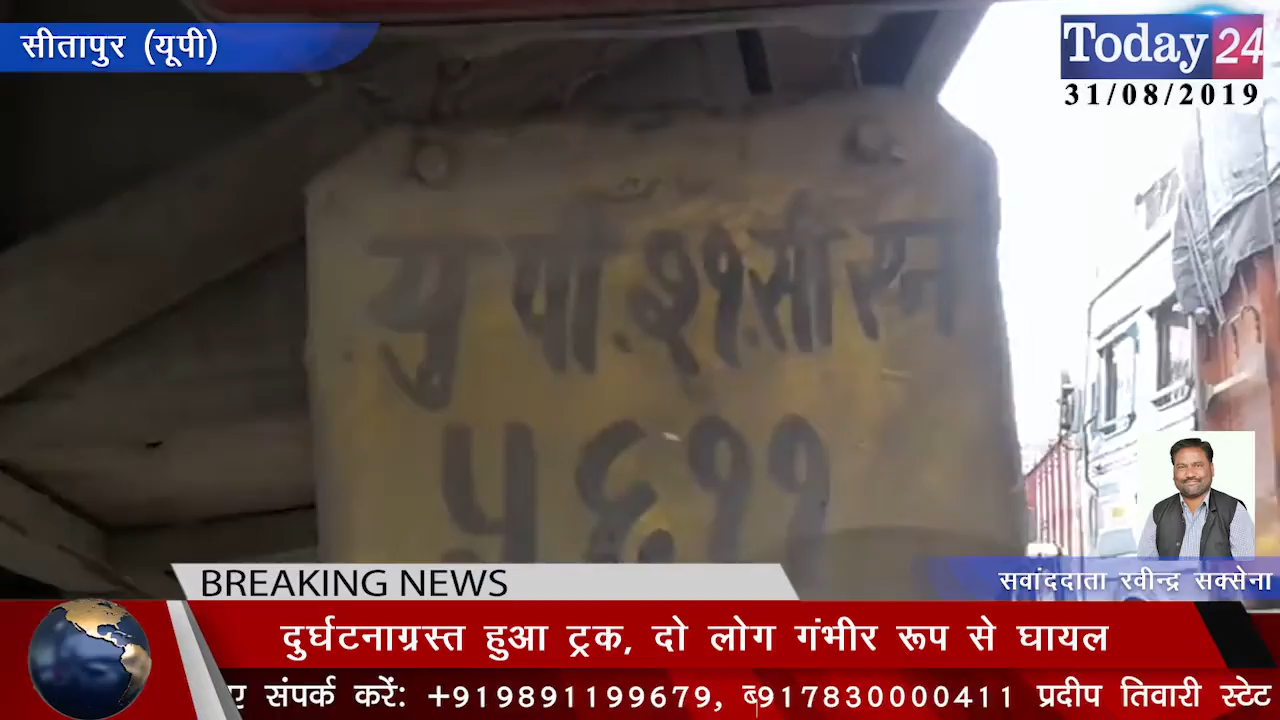 सीतापुर (यूपी)
Today 24
31/08/2019
यु पी.३१.सी एन
५६११
BREAKING NEWS
सवांददाता रवीन्द्र सक्सेना
दुर्घटनाग्रस्त हुआ ट्रक, दो लोग गंभीर रूप से घायल
संपर्क करें: +919891199679, ब्917830000411 प्रदीप तिवारी स्टेट